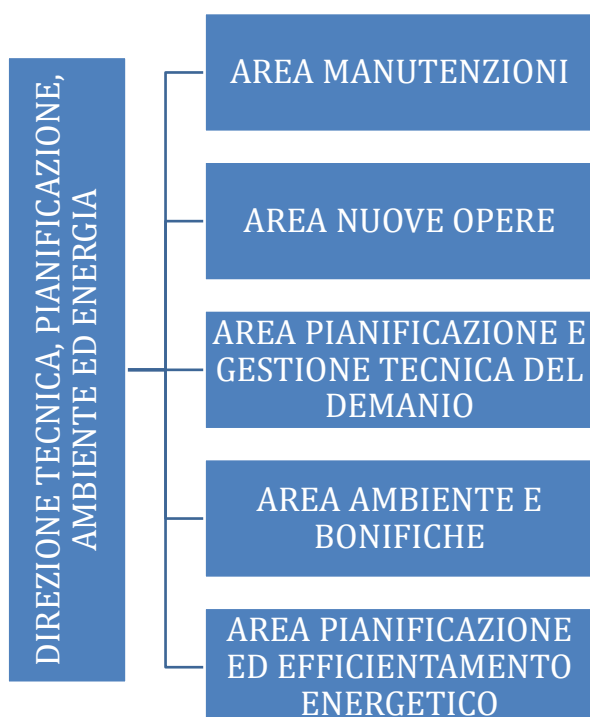 DIREZIONE TECNICA, PIANIFICAZIONE,
AMBIENTE ED ENERGIA
AREA MANUTENZIONI
AREA NUOVE OPERE
AREA PIANIFICAZIONE E
GESTIONE TECNICA DEL
DEMANIO
AREA AMBIENTE E
BONIFICHE
AREA PIANIFICAZIONE
ED EFFICIENTAMENTO
ENERGETICO